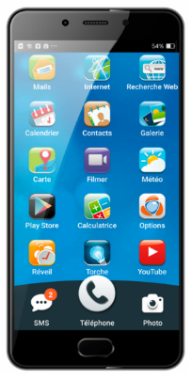 54%
Mails Internet Recherche Web
Calendrier Contacts Galerie
Carte Filmer Météo
Play Store Calculatrice Options
Réveil Torche YouTube
2
SMS Téléphone Photo